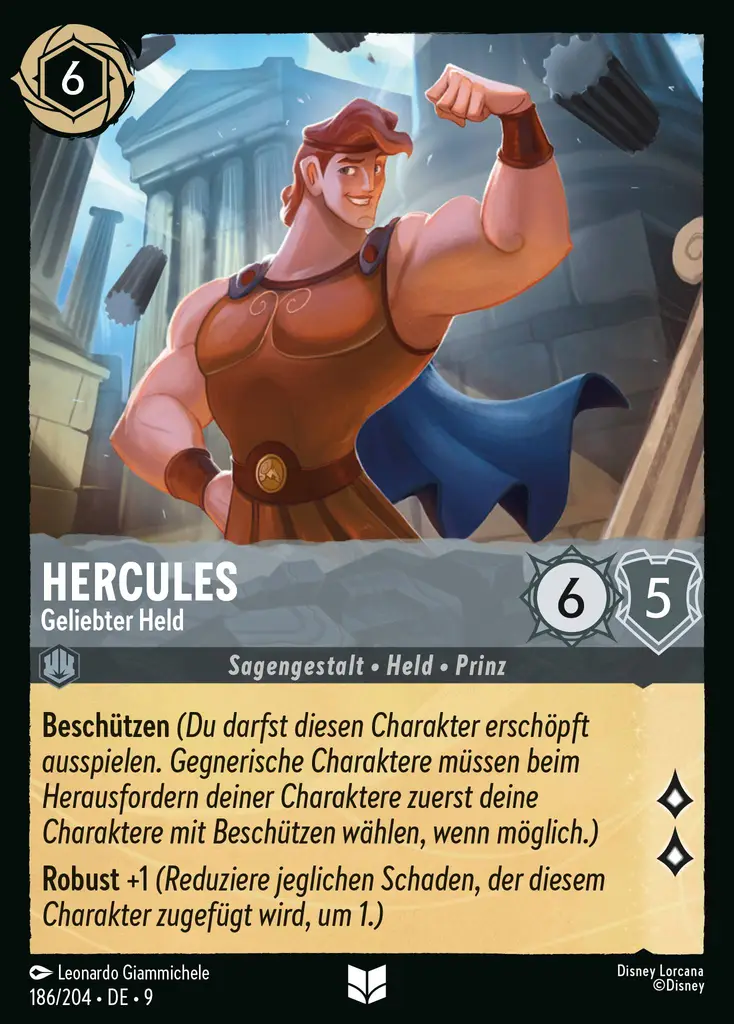 6
HERCULES
Geliebter Held
6
5
Sagengestalt • Held • Prinz
Beschützen (Du darfst diesen Charakter erschöpft
ausspielen. Gegnerische Charaktere müssen beim
Herausfordern deiner Charaktere zuerst deine
Charaktere mit Beschützen wählen, wenn möglich.)
Robust +1 (Reduziere jeglichen Schaden, der diesem
Charakter zugefügt wird, um 1.)
Leonardo Giammichele
186/204 • DE • 9
Disney Lorcana
©Disney